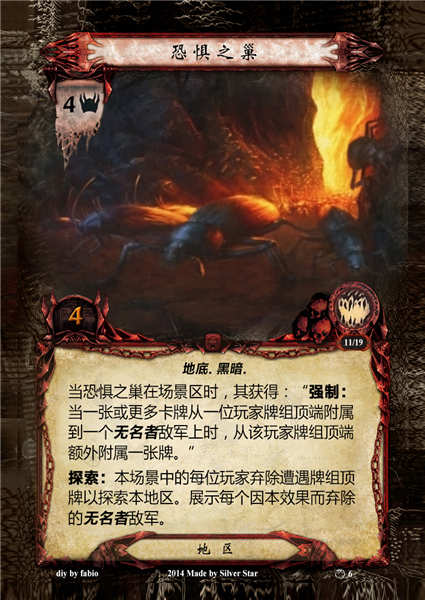 恐惧之巢
4
4
11/19
地底. 黑暗.
当恐惧之巢在场景区时，其获得：“强制：
当一张或更多卡牌从一位玩家牌组顶端附属
到一个无名者敌军上时，从该玩家牌组顶端
额外附属一张牌。”
探索：本场景中的每位玩家弃除遭遇牌组顶
牌以探索本地区。展示每个因本效果而弃除
的无名者敌军。
地 区
diy by fabio 2014 Made by Silver Star 6